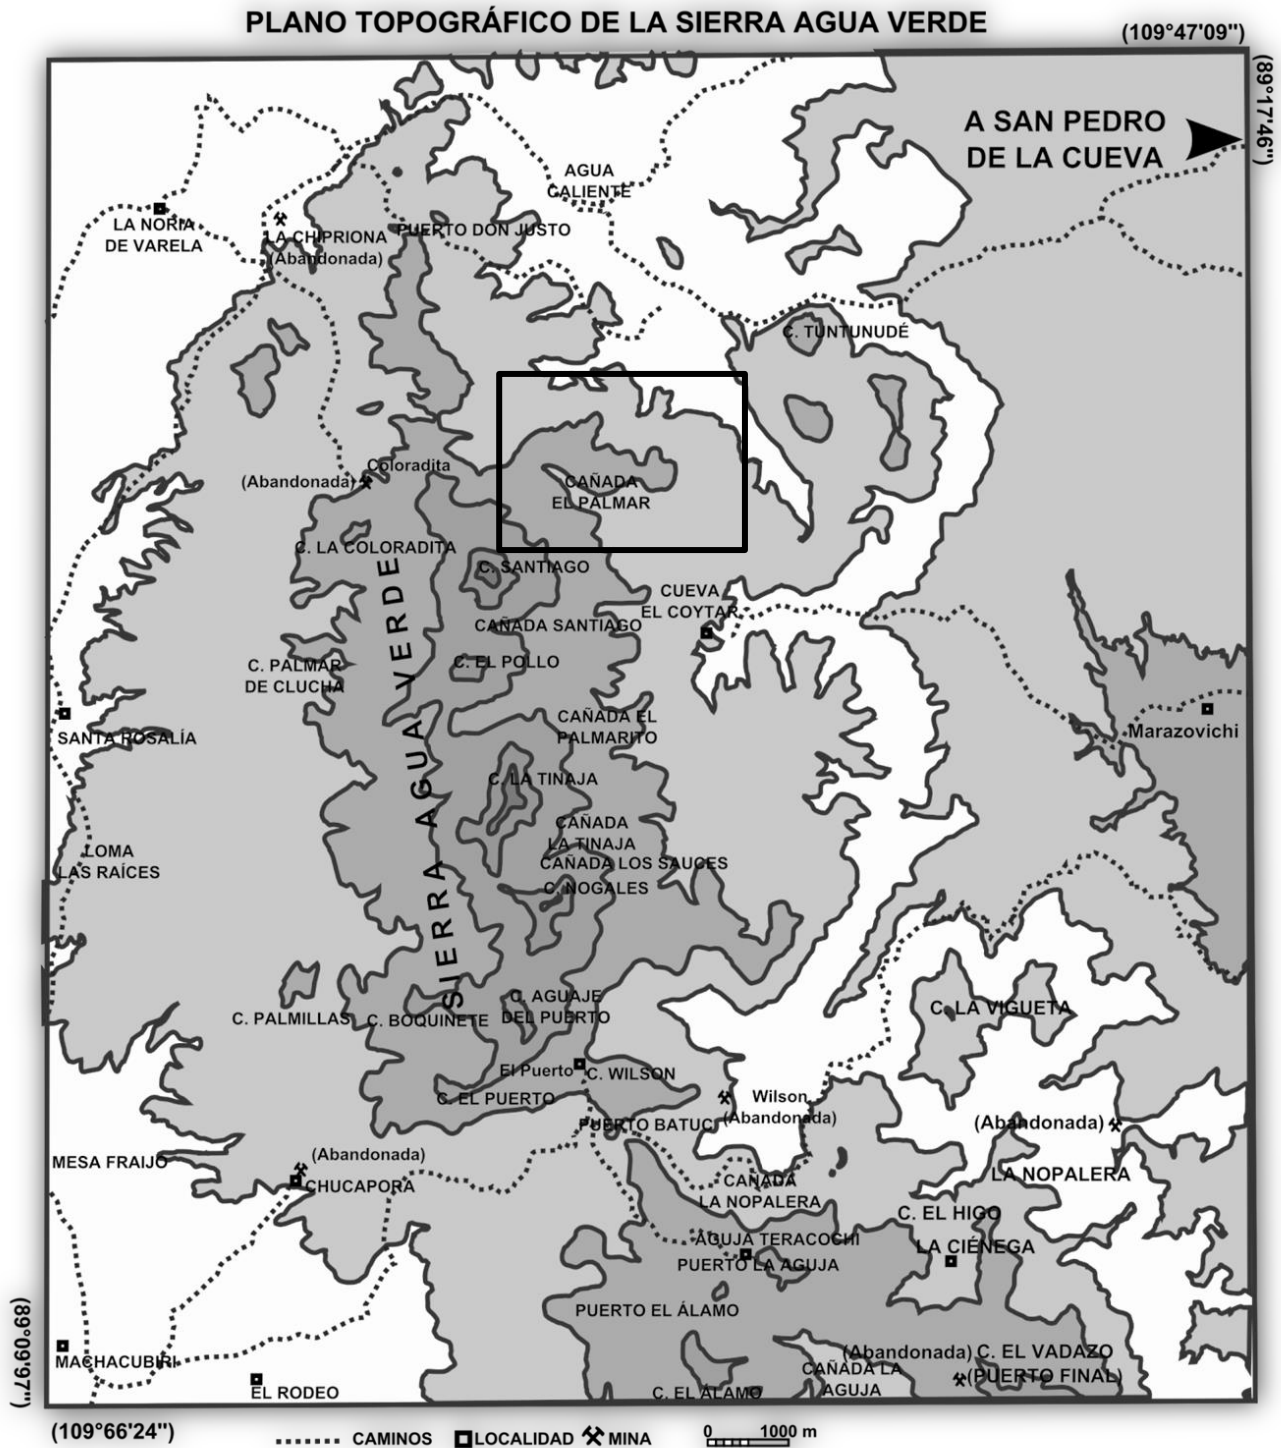 PLANO TOPOGRÁFICO DE LA SIERRA AGUA VERDE
(109°47'09")
(89°17'46")
A SAN PEDRO
DE LA CUEVA
AGUA
CALIENTE
LA NORIA
DE VARELA
LA CHIPRIONA
(Abandonada)
PUERTO DON JUSTO
C. TUNTUNUDÉ
Coloradita
(Abandonada)
CAÑADA
EL PALMAR
C. LA COLORADITA
C. SANTIAGO
CUEVA
EL COYTAR
CAÑADA SANTIAGO
C. PALMAR
DE CLUCHA
C. EL POLLO
SIERRA AGUA VERDE
CAÑADA EL
PALMARITO
SANTA ROSALÍA
Marazovichi
C. LA TINAJA
CAÑADA
LA TINAJA
LOMA
LAS RAÍCES
CAÑADA LOS SAUCES
C. NOGALES
C. AGUAJE
DEL PUERTO
C. PALMILLAS
C. BOQUINETE
C. LA VIGUETA
El Puerto
C. WILSON
C. EL PUERTO
Wilson
(Abandonada)
PUERTO BATUC
(Abandonada)
MESA FRAIJO
(Abandonada)
CHUCAPORA
LA NOPALERA
CAÑADA
LA NOPALERA
C. EL HIGO
AGUJA TERACOCHI
LA CIÉNEGA
PUERTO LA AGUJA
PUERTO EL ÁLAMO
(89°09'97")
MACHACUBIRI
EL RODEO
(Abandonada)
C. EL VADAZO
(PUERTO FINAL)
CAÑADA LA
AGUJA
C. EL ÁLAMO
(109°66'24")
CAMINOS
LOCALIDAD
MINA
0 1000 m